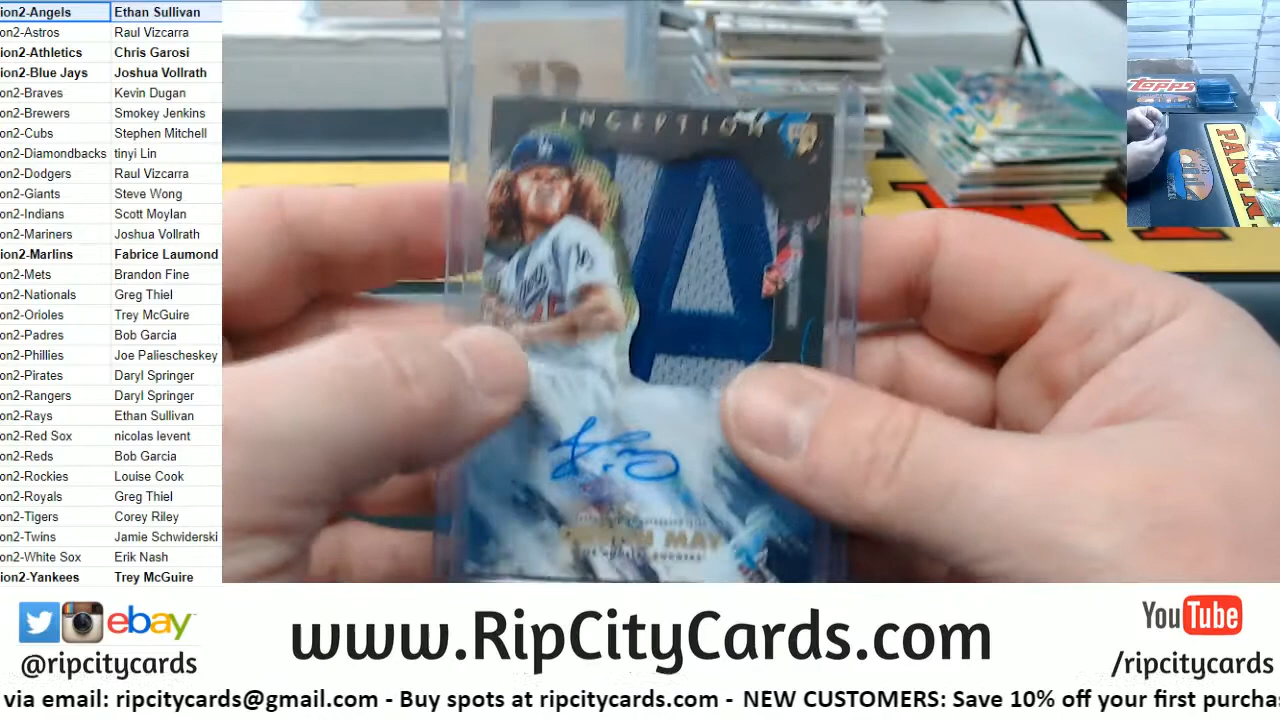 ion2-Angels Ethan Sullivan
on2-Astros Raul Vizcarra
ion2-Athletics Chris Garosi
ion2-Blue Jays Joshua Vollrath
on2-Braves Kevin Dugan
on2-Brewers Smokey Jenkins
on2-Cubs Stephen Mitchell
on2-Diamondbacks tinyi Lin
on2-Dodgers Raul Vizcarra
on2-Giants Steve Wong
on2-Indians Scott Moylan
on2-Mariners Joshua Vollrath
ion2-Marlins Fabrice Laumond
on2-Mets Brandon Fine
on2-Nationals Greg Thiel
on2-Orioles Trey McGuire
on2-Padres Bob Garcia
on2-Phillies Joe Paliescheskey
on2-Pirates Daryl Springer
on2-Rangers Daryl Springer
on2-Rays Ethan Sullivan
on2-Red Sox nicolas levent
on2-Reds Bob Garcia
on2-Rockies Louise Cook
on2-Royals Greg Thiel
on2-Tigers Corey Riley
on2-Twins Jamie Schwiderski
on2-White Sox Erik Nash
ion2-Yankees Trey McGuire
INCEPTION
MAY
topps
PANINI
ebay
@ripcitycards
www.RipCityCards.com
YouTube
/ripcitycards
via email: ripcitycards@gmail.com - Buy spots at ripcitycards.com - NEW CUSTOMERS: Save 10% off your first purcha